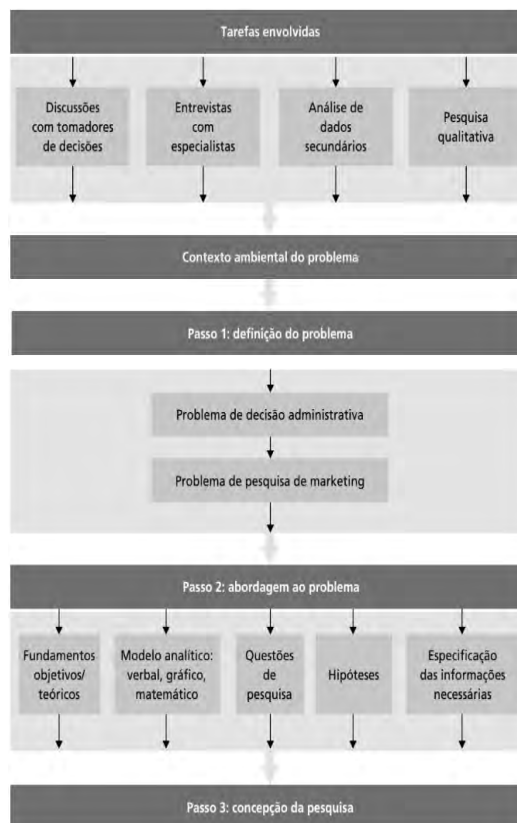 Tarefas envolvidas
Discussões
com tomadores
de decisões
Entrevistas
com
especialistas
Análise de
dados
secundários
Pesquisa
qualitativa
Contexto ambiental do problema
Passo 1: definição do problema
Problema de decisão administrativa
Problema de pesquisa de marketing
Passo 2: abordagem ao problema
Fundamentos
objetivos/
teóricos
Modelo analítico:
verbal, gráfico,
matemático
Questões
de
pesquisa
Hipóteses
Especificação
das informações
necessárias
Passo 3: concepção da pesquisa